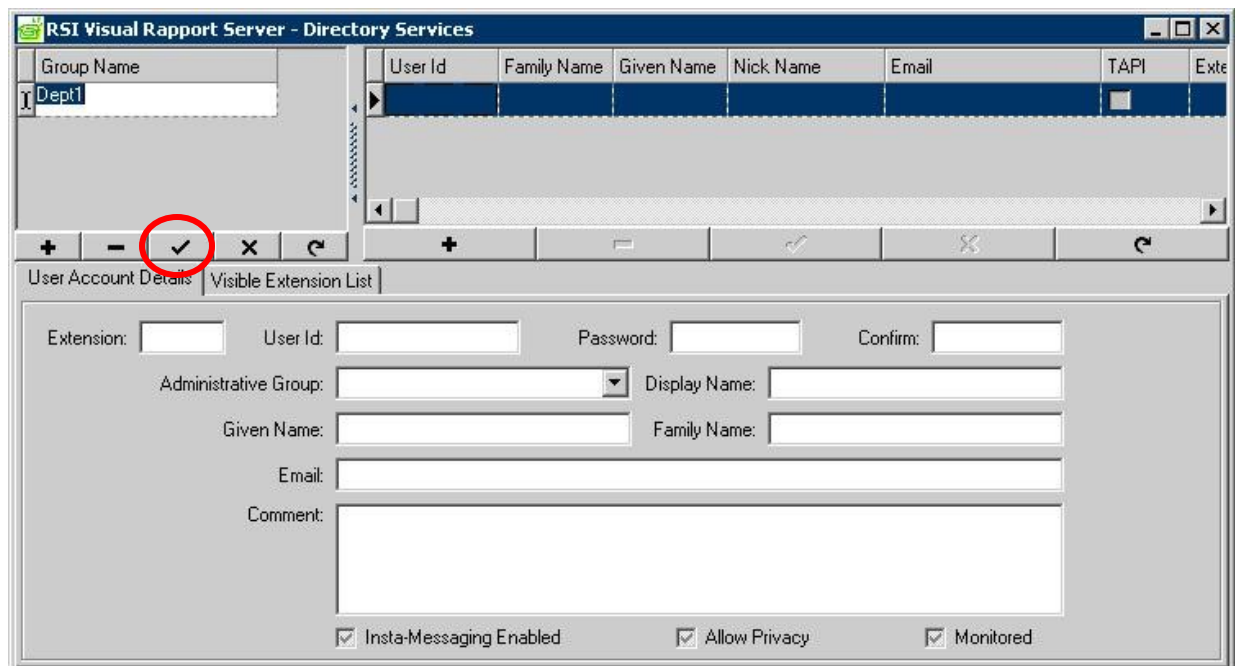 RSI Visual Rapport Server - Directory Services
Group Name
User Id Family Name Given Name Nick Name Email TAPI Exte
Dept1
User Account Details Visible Extension List
Extension: User Id: Password: Confirm:
Administrative Group: Display Name:
Given Name: Family Name:
Email:
Comment:
Insta-Messaging Enabled Allow Privacy Monitored